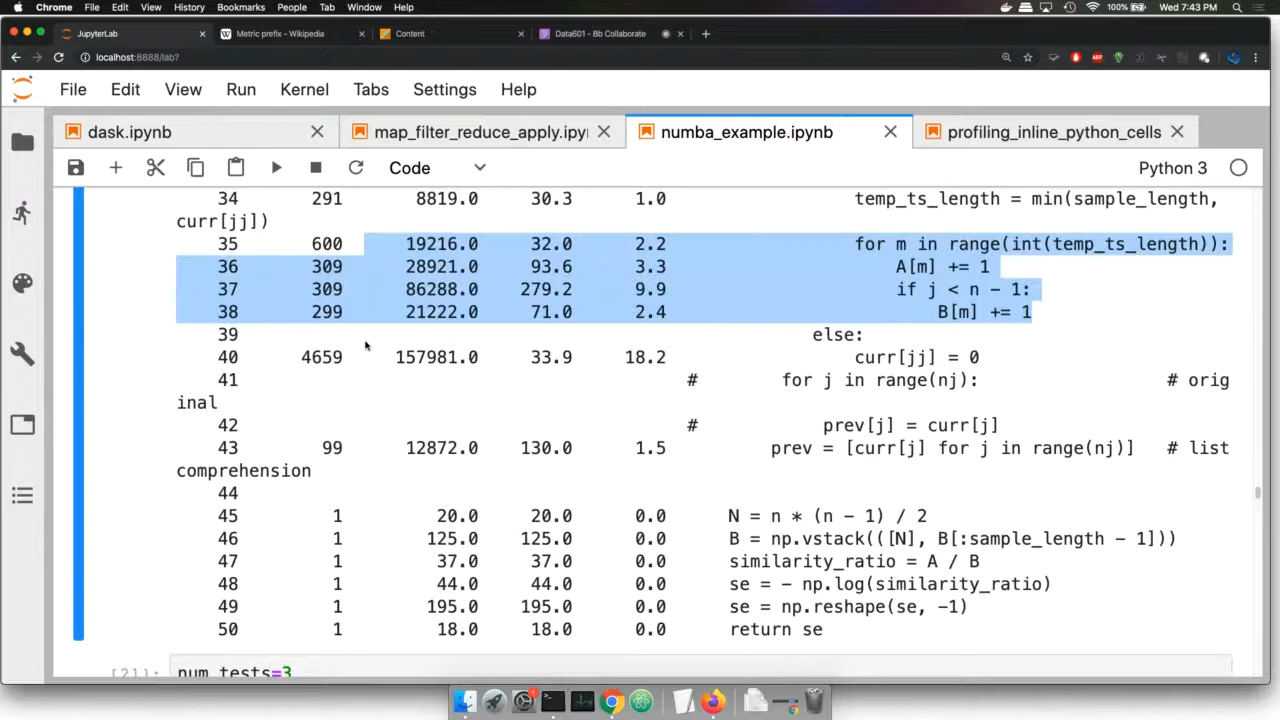 Chrome File Edit View History Bookmarks People Tab Window Help 100% Wed 7:43 PM
JupyterLab Metric prefix - Wikipedia Content Data601 - Bb Collaborate
localhost:8888/lab?
File Edit View Run Kernel Tabs Settings Help
dask.ipynb map_filter_reduce_apply.ipy numba_example.ipynb profiling_inline_python_cells
Code Python 3
34 291 8819.0 30.3 1.0 temp_ts_length = min(sample_length,
curr[jj])
35 600 19216.0 32.0 2.2 for m in range(int(temp_ts_length)):
36 309 28921.0 93.6 3.3 A[m] += 1
37 309 86288.0 279.2 9.9 if j < n - 1:
38 299 21222.0 71.0 2.4 B[m] += 1
39 else:
40 4659 157981.0 33.9 18.2 curr[jj] = 0
41 # for j in range(nj): # orig
inal
42 # prev[j] = curr[j]
43 99 12872.0 130.0 1.5 prev = [curr[j] for j in range(nj)] # list
comprehension
44
45 1 20.0 20.0 0.0 N = n * (n - 1) / 2
46 1 125.0 125.0 0.0 B = np.vstack(([N], B[:sample_length - 1]))
47 1 37.0 37.0 0.0 similarity_ratio = A / B
48 1 44.0 44.0 0.0 se = - np.log(similarity_ratio)
49 1 195.0 195.0 0.0 se = np.reshape(se, -1)
50 1 18.0 18.0 0.0 return se
[21]: num_tests=3